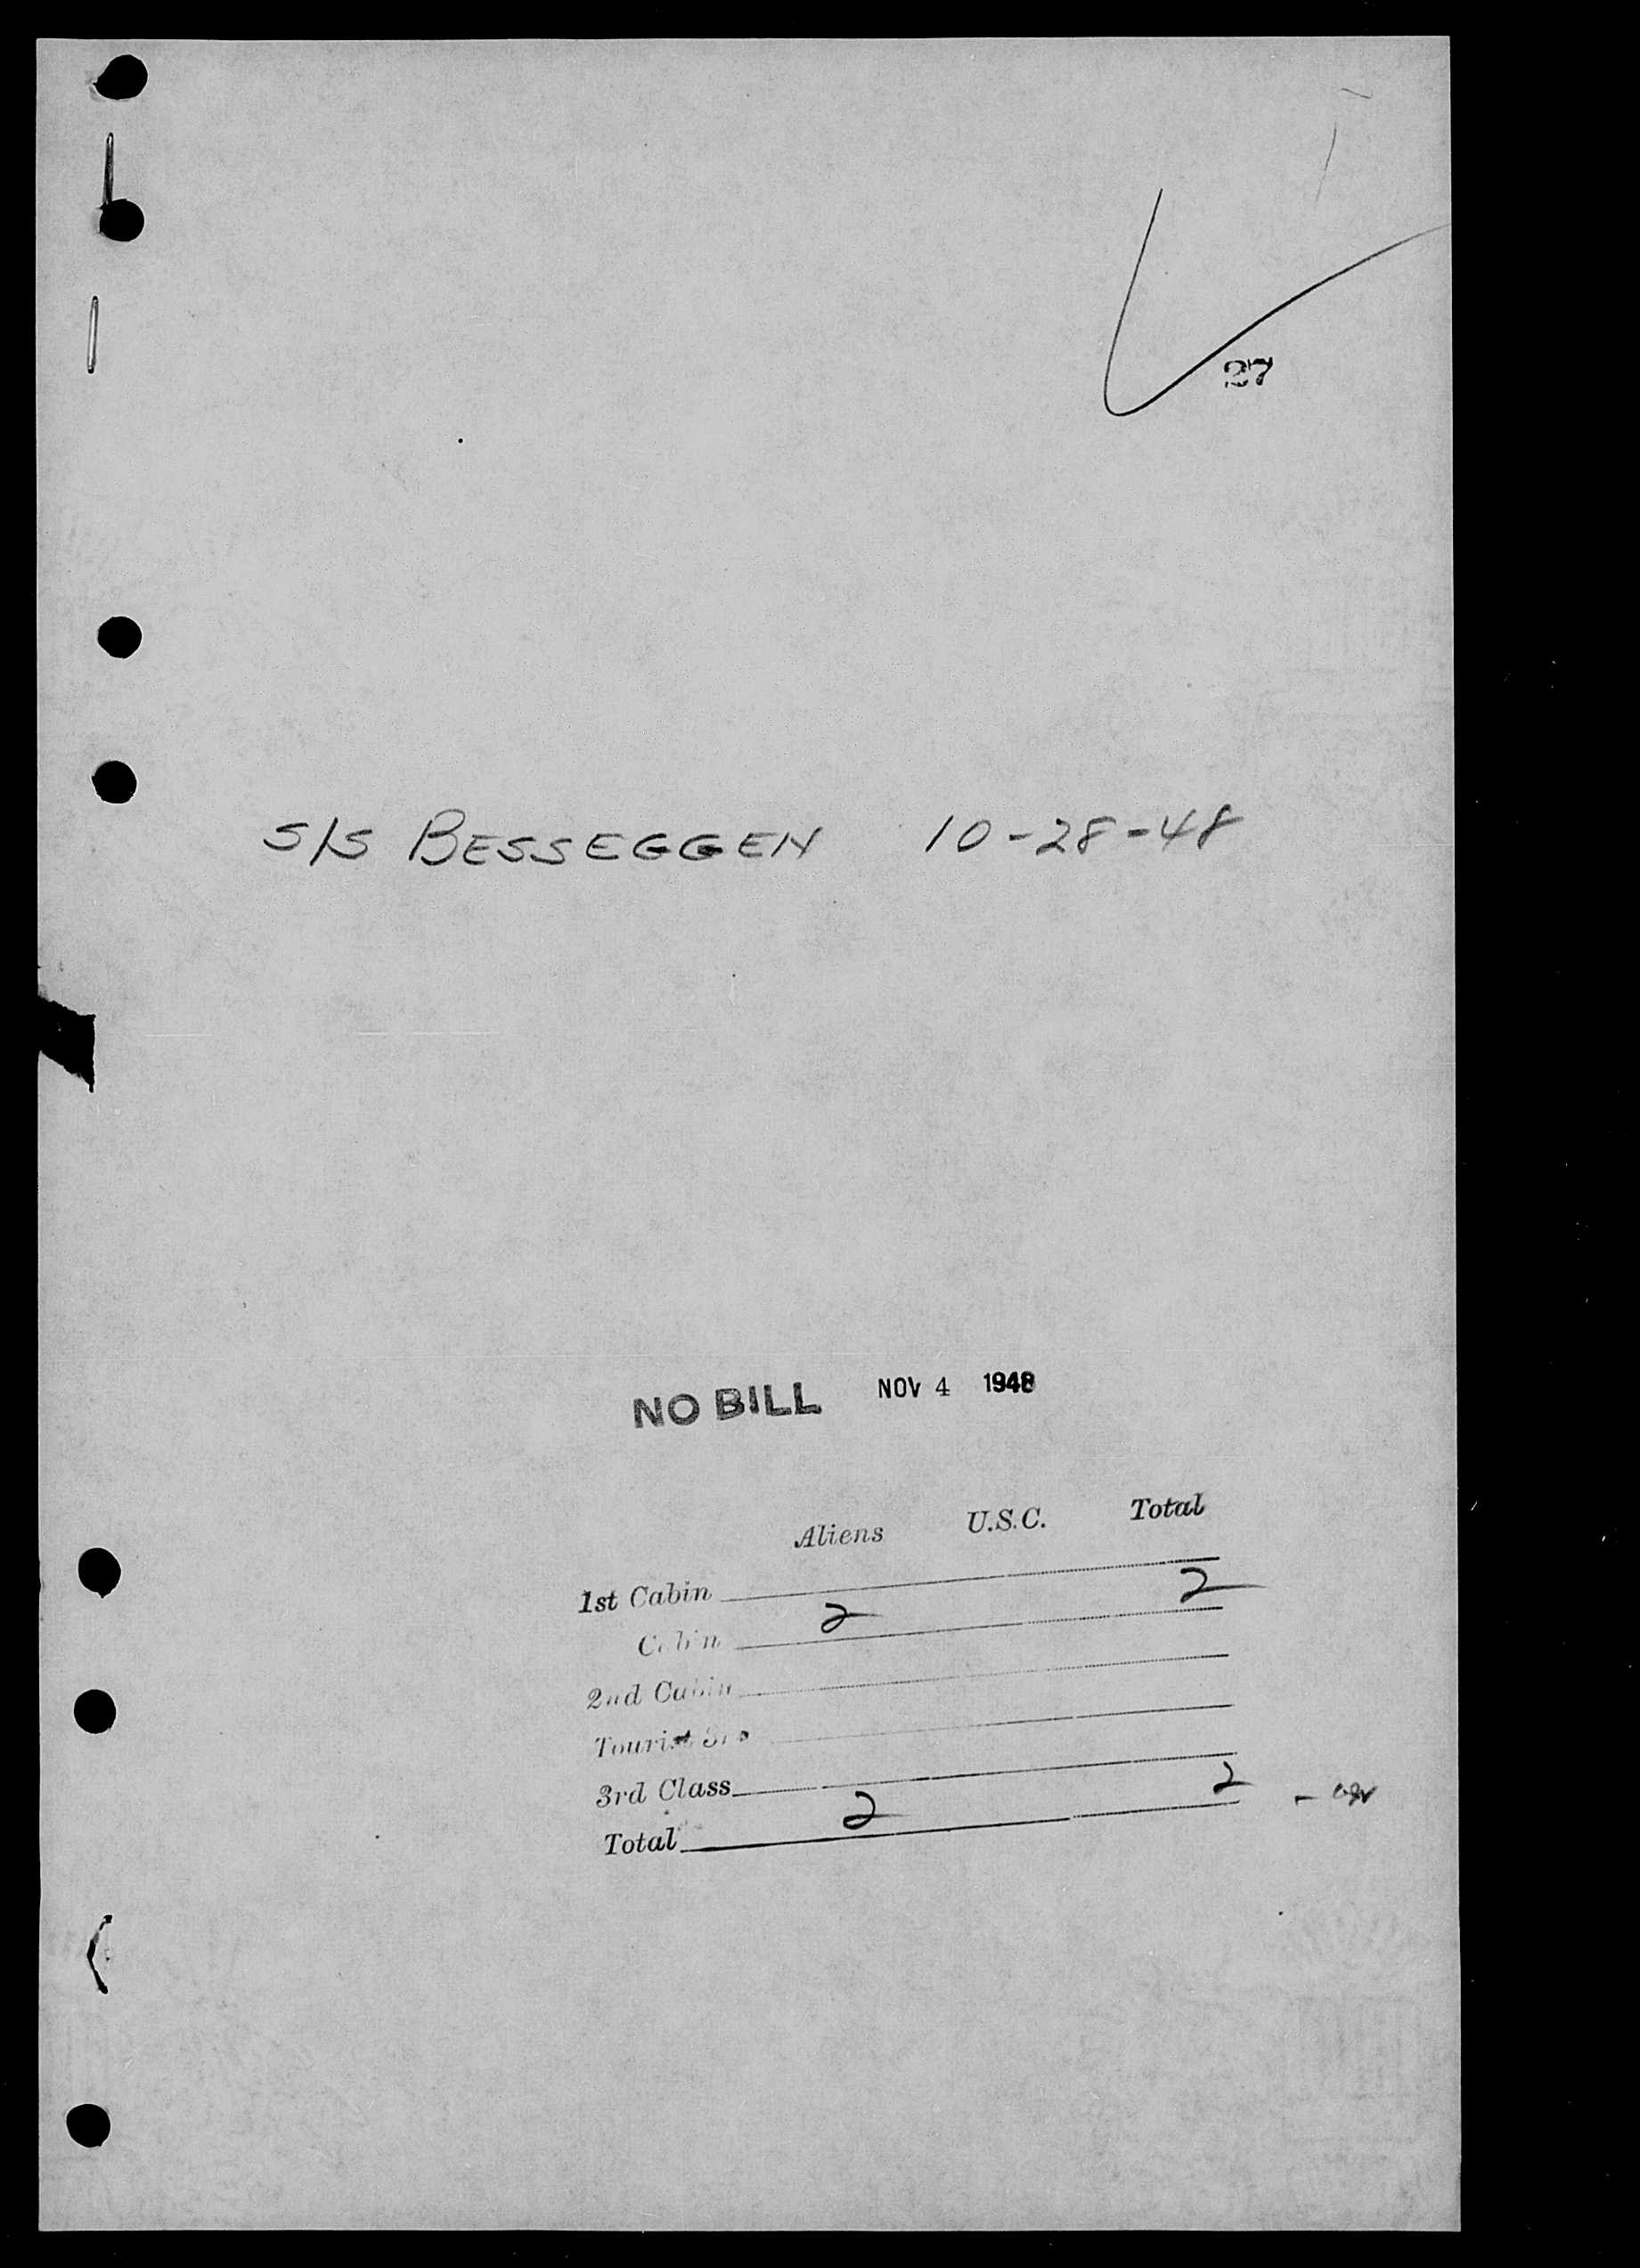 S/S BESSEGGEN 10-28-48
NO BILL NOV 4 1948
Aliens U.S.C. Total
1st Cabin
Cabin 2 2
2nd Cabin
Tourist
3rd Class
Total 2 2